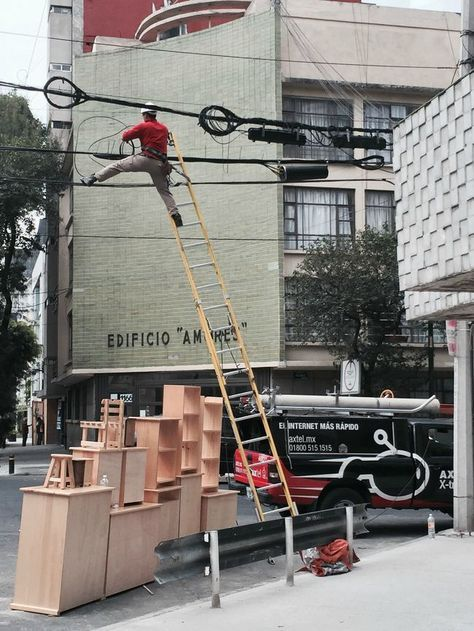 EDIFICIO "AMORES"
EL INTERNET MÁS RÁPIDO
axtel.mx
01800 515 1515